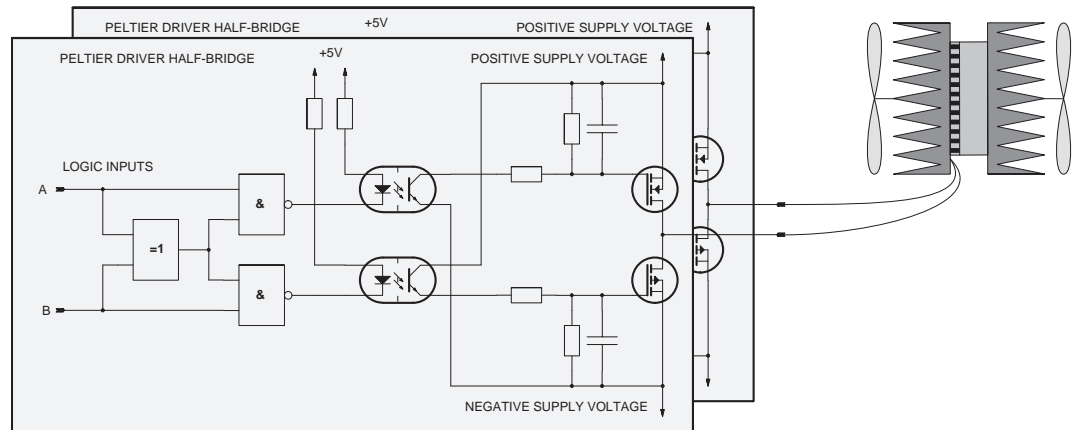 PELTIER DRIVER HALF-BRIDGE
+5V
POSITIVE SUPPLY VOLTAGE
PELTIER DRIVER HALF-BRIDGE
+5V
POSITIVE SUPPLY VOLTAGE
LOGIC INPUTS
A
&
=1
&
B
NEGATIVE SUPPLY VOLTAGE